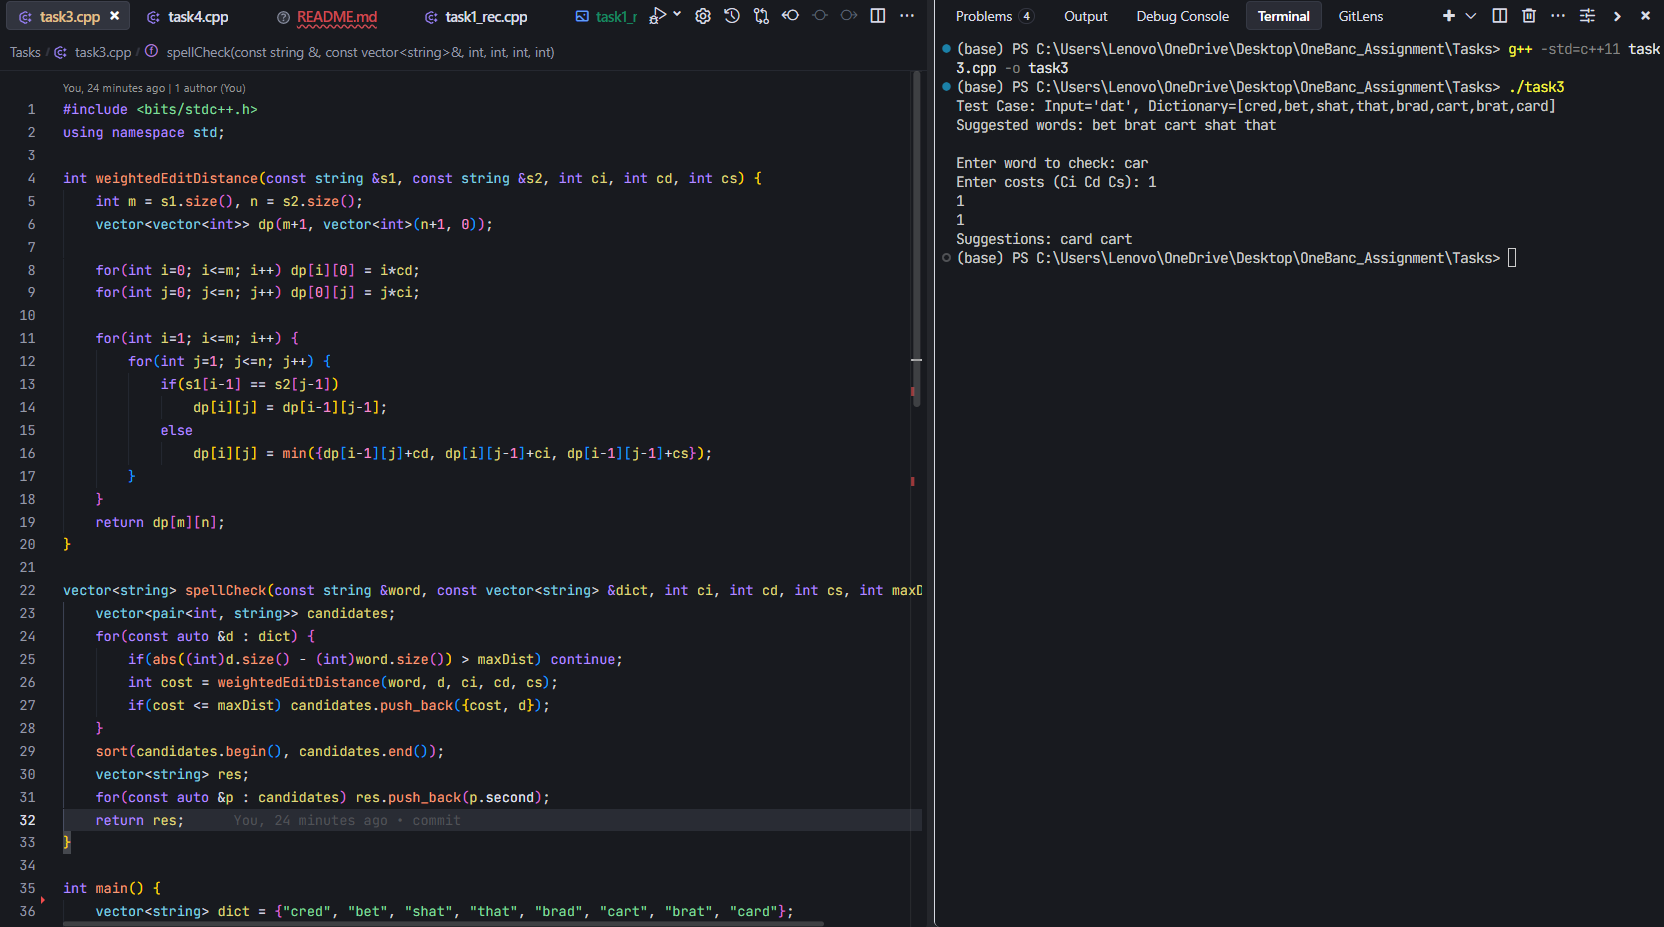 task3.cpp task4.cpp README.md task1_rec.cpp task1_r
Tasks task3.cpp spellCheck(const string &, const vector<string>&, int, int, int, int)
You, 24 minutes ago | 1 author (You)
1 #include <bits/stdc++.h>
2 using namespace std;
3
4 int weightedEditDistance(const string &s1, const string &s2, int ci, int cd, int cs) {
5 int m = s1.size(), n = s2.size();
6 vector<vector<int>> dp(m+1, vector<int>(n+1, 0));
7
8 for(int i=0; i<=m; i++) dp[i][0] = i*cd;
9 for(int j=0; j<=n; j++) dp[0][j] = j*ci;
10
11 for(int i=1; i<=m; i++) {
12 for(int j=1; j<=n; j++) {
13 if(s1[i-1] == s2[j-1])
14 dp[i][j] = dp[i-1][j-1];
15 else
16 dp[i][j] = min({dp[i-1][j]+cd, dp[i][j-1]+ci, dp[i-1][j-1]+cs});
17 }
18 }
19 return dp[m][n];
20 }
21
22 vector<string> spellCheck(const string &word, const vector<string> &dict, int ci, int cd, int cs, int maxD
23 vector<pair<int, string>> candidates;
24 for(const auto &d : dict) {
25 if(abs((int)d.size() - (int)word.size()) > maxDist) continue;
26 int cost = weightedEditDistance(word, d, ci, cd, cs);
27 if(cost <= maxDist) candidates.push_back({cost, d});
28 }
29 sort(candidates.begin(), candidates.end());
30 vector<string> res;
31 for(const auto &p : candidates) res.push_back(p.second);
32 return res; You, 24 minutes ago • commit
33 }
34
35 int main() {
36 vector<string> dict = {"cred", "bet", "shat", "that", "brad", "cart", "brat", "card"};
Problems 4 Output Debug Console Terminal GitLens
(base) PS C:\Users\Lenovo\OneDrive\Desktop\OneBanc_Assignment\Tasks> g++ -std=c++11 task
3.cpp -o task3
(base) PS C:\Users\Lenovo\OneDrive\Desktop\OneBanc_Assignment\Tasks> ./task3
Test Case: Input='dat', Dictionary=[cred,bet,shat,that,brad,cart,brat,card]
Suggested words: bet brat cart shat that
Enter word to check: car
Enter costs (Ci Cd Cs): 1
1
1
Suggestions: card cart
(base) PS C:\Users\Lenovo\OneDrive\Desktop\OneBanc_Assignment\Tasks>